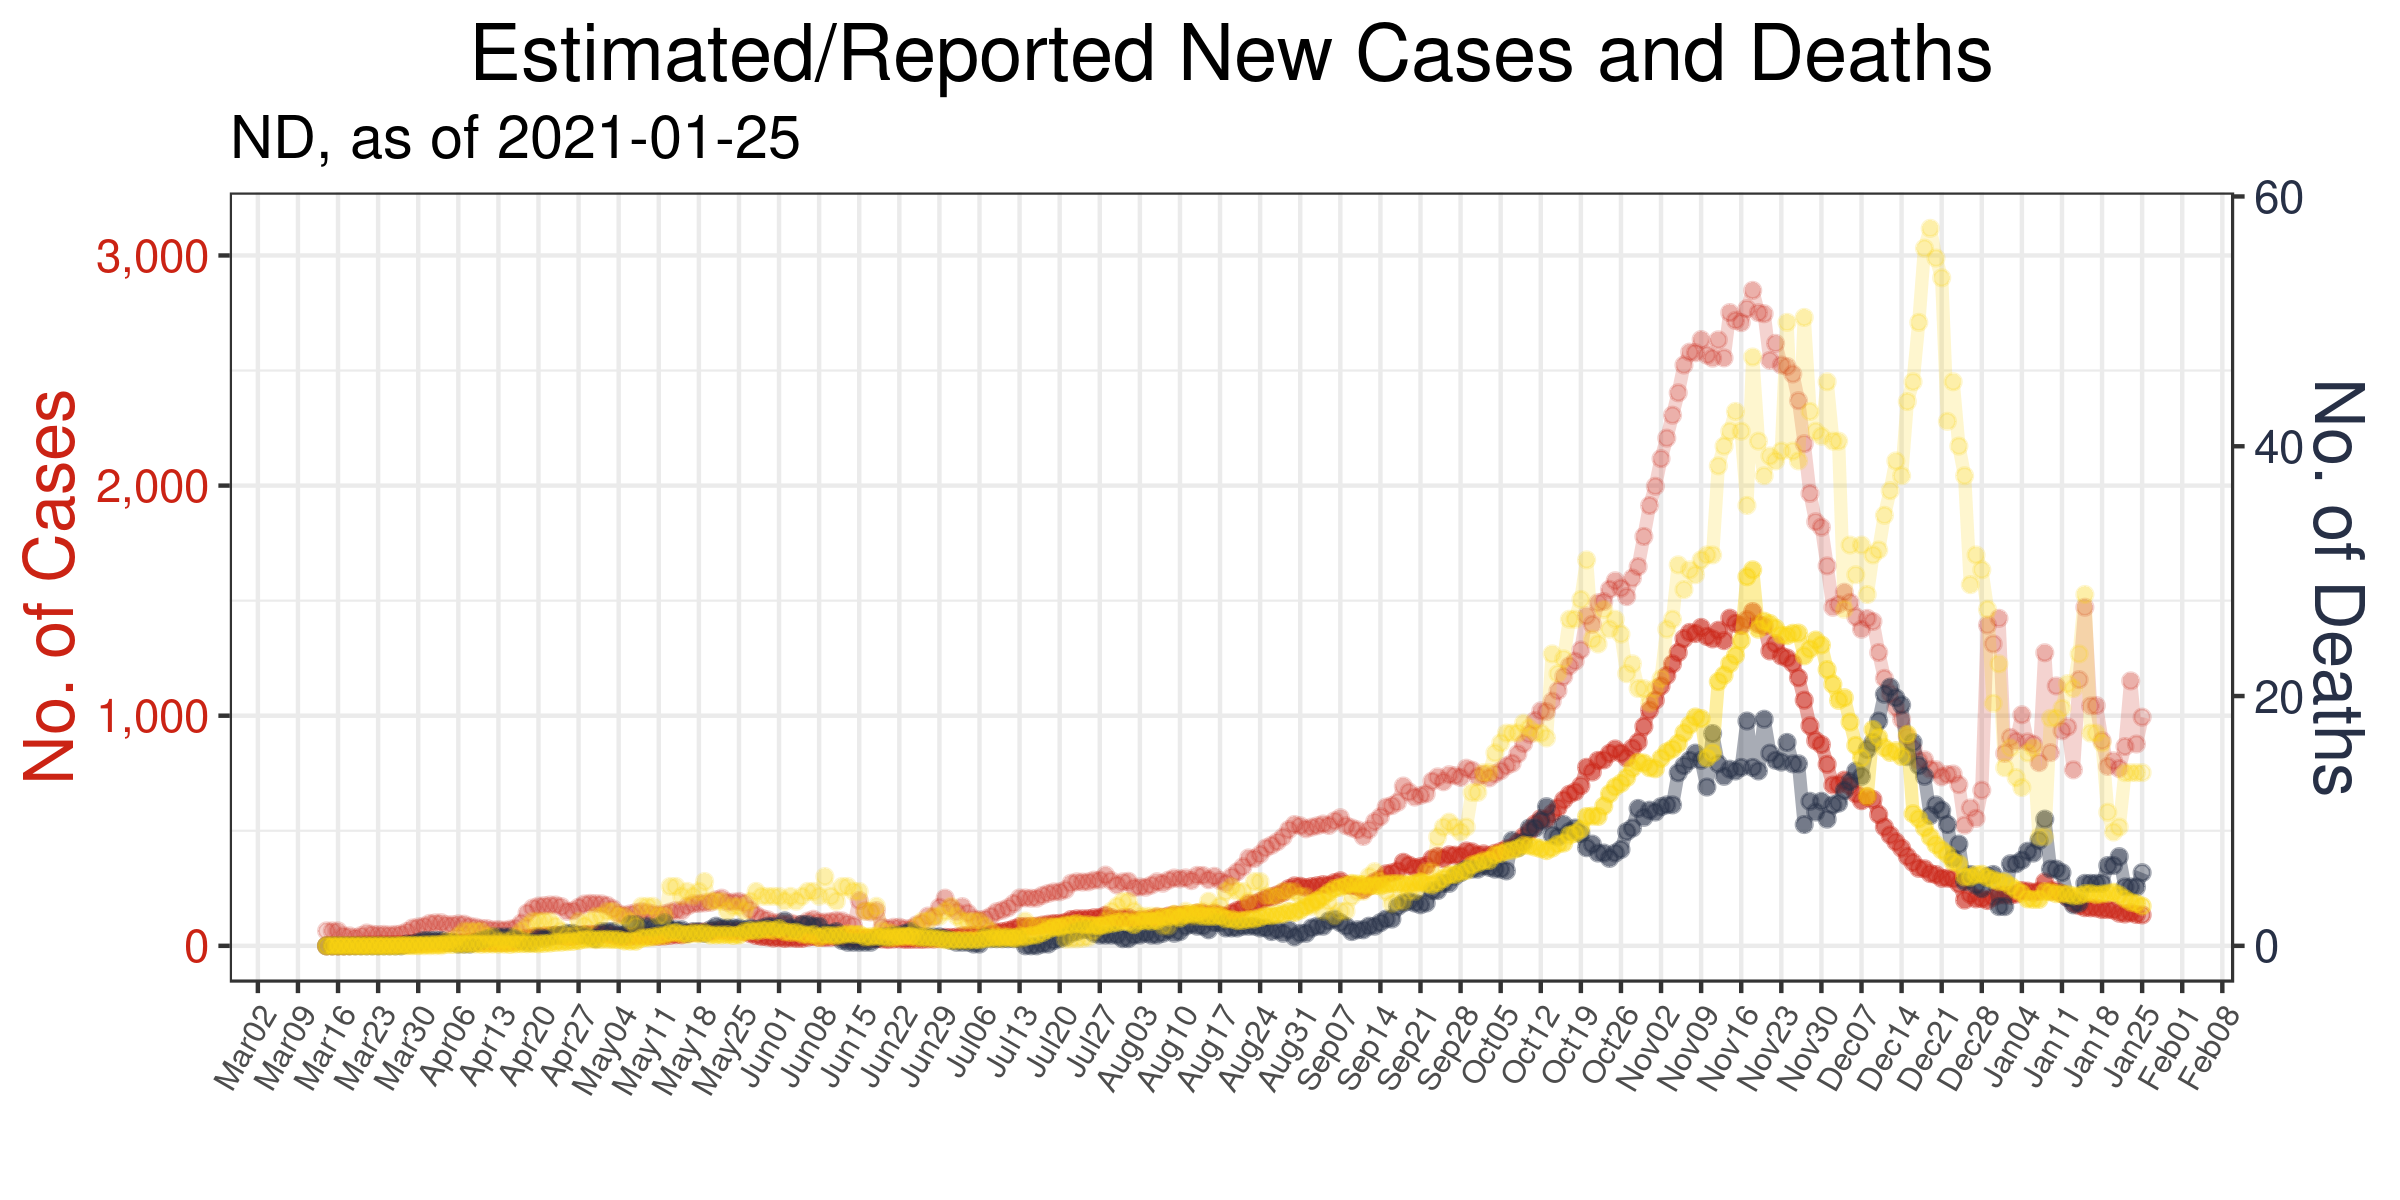 Estimated/Reported New Cases and Deaths
ND, as of 2021-01-25
No. of Cases
3,000
2,000
1,000
0
60
40
20
0
No. of Deaths
Mar02 Mar09 Mar16 Mar23 Mar30 Apr06 Apr13 Apr20 Apr27 May04 May11 May18 May25 Jun01 Jun08 Jun15 Jun22 Jun29 Jul06 Jul13 Jul20 Jul27 Aug03 Aug10 Aug17 Aug24 Aug31 Sep07 Sep14 Sep21 Sep28 Oct05 Oct12 Oct19 Oct26 Nov02 Nov09 Nov16 Nov23 Nov30 Dec07 Dec14 Dec21 Dec28 Jan04 Jan11 Jan18 Jan25 Feb01 Feb08